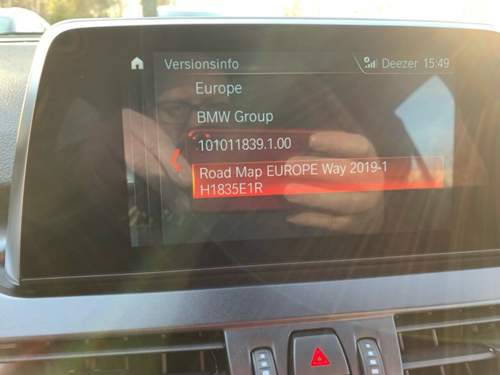 Versionsinfo
Deezer 15:49
Europe
BMW Group
101011839.1.00
Road Map EUROPE Way 2019-1
H1835E1R